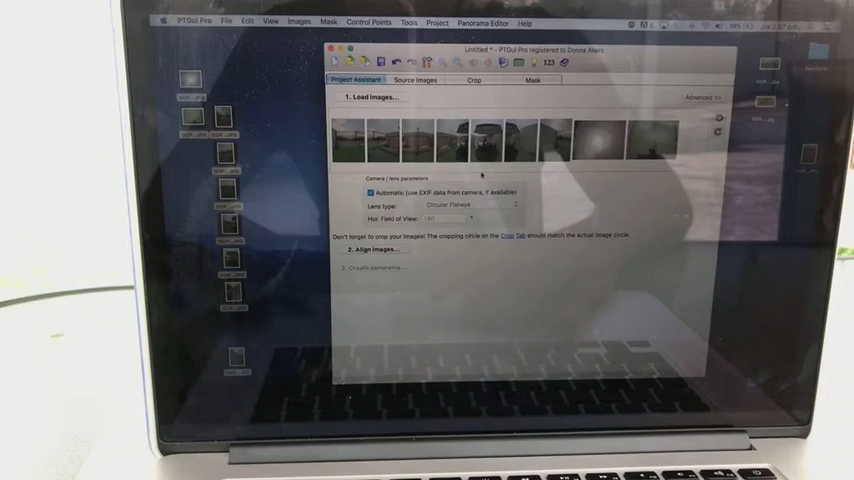 PTGui Pro File Edit View Images Mask Control Points Tools Project Panorama Editor Help
Untitled * - PTGui Pro registered to Donna Akers
123
Project Assistant Source Images Crop Mask
1. Load images... Advanced >>
Camera / lens parameters
Automatic (use EXIF data from camera, if available)
Lens type: Circular Fisheye
Hor. Field of View: 180 °
Don't forget to crop your images! The cropping circle on the Crop Tab should match the actual image circle.
2. Align images...
3. Create panorama...